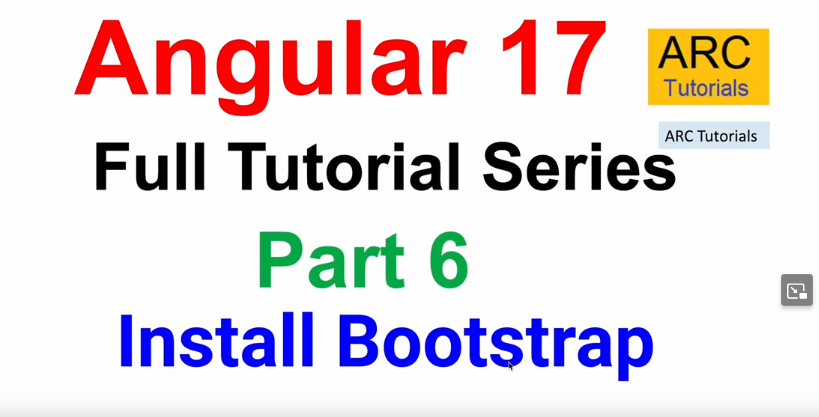 Angular 17
ARC
Tutorials
ARC Tutorials
Full Tutorial Series
Part 6
Install Bootstrap